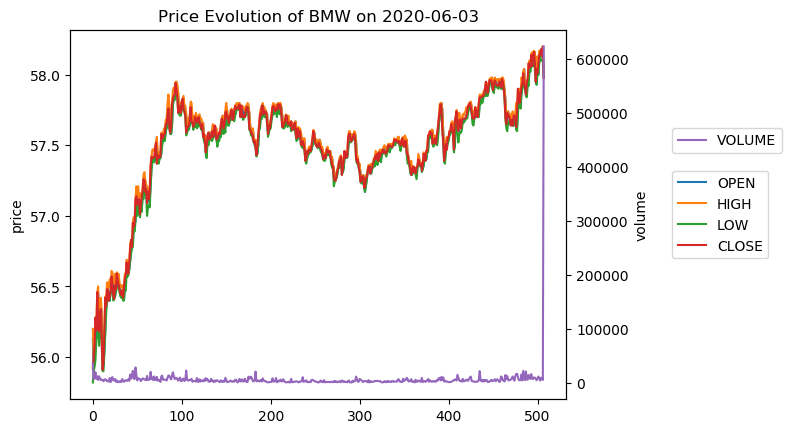 Price Evolution of BMW on 2020-06-03
58.0
57.5
57.0
56.5
56.0
price
0
100
200
300
400
500
600000
500000
400000
300000
200000
100000
0
volume
VOLUME
OPEN
HIGH
LOW
CLOSE